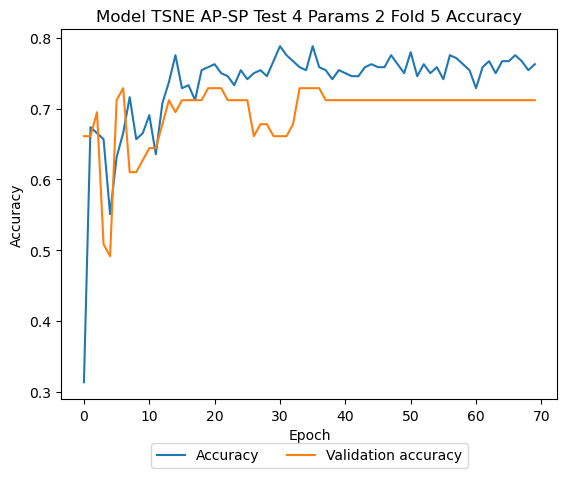 Model TSNE AP-SP Test 4 Params 2 Fold 5 Accuracy
0.8
0.7
0.6
0.5
0.4
0.3
Accuracy
0 10 20 30 40 50 60 70
Epoch
Accuracy Validation accuracy